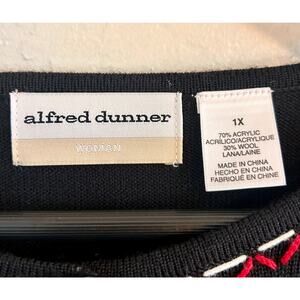 alfred dunner
WOMAN
1X
70% ACRYLIC
ACRILICO/ACRYLIQUE
30% WOOL
LANA/LAINE
MADE IN CHINA
HECHO EN CHINA
FABRIQUÉ EN CHINE